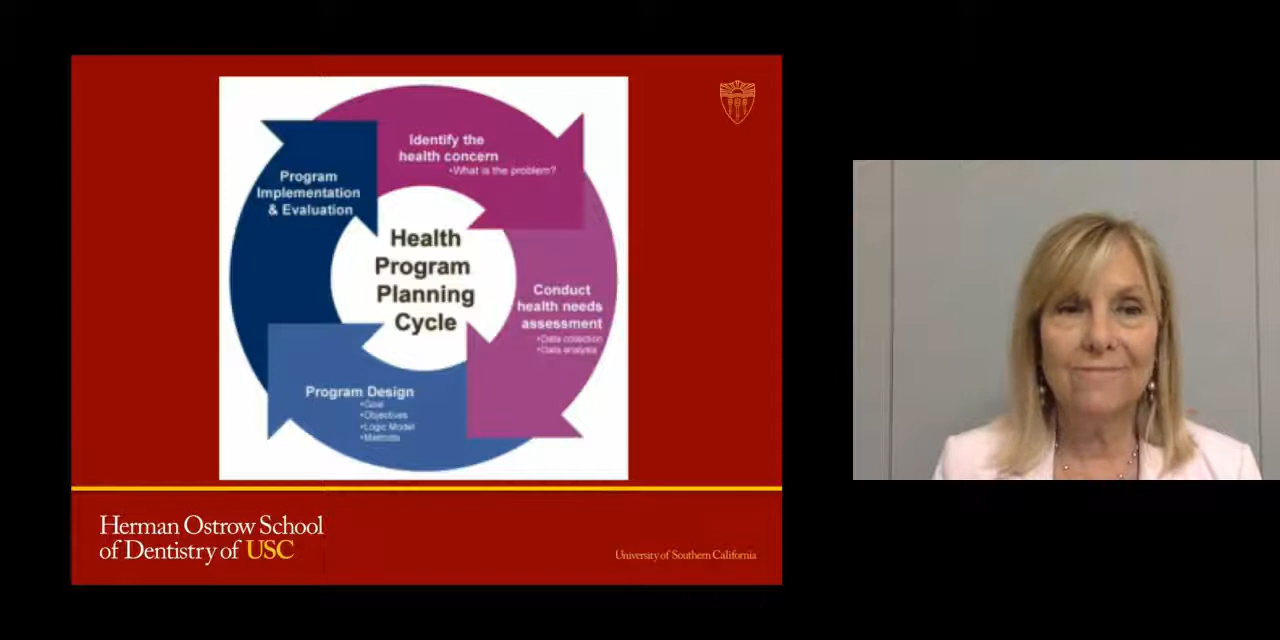 Identify the
health concern
•What is the problem?
Conduct
health needs
assessment
•Data collection
•Data analysis
Program Design
•Goal
•Objectives
•Logic Model
•Methods
Program
Implementation
& Evaluation
Health
Program
Planning
Cycle
Herman Ostrow School
of Dentistry of USC
University of Southern California